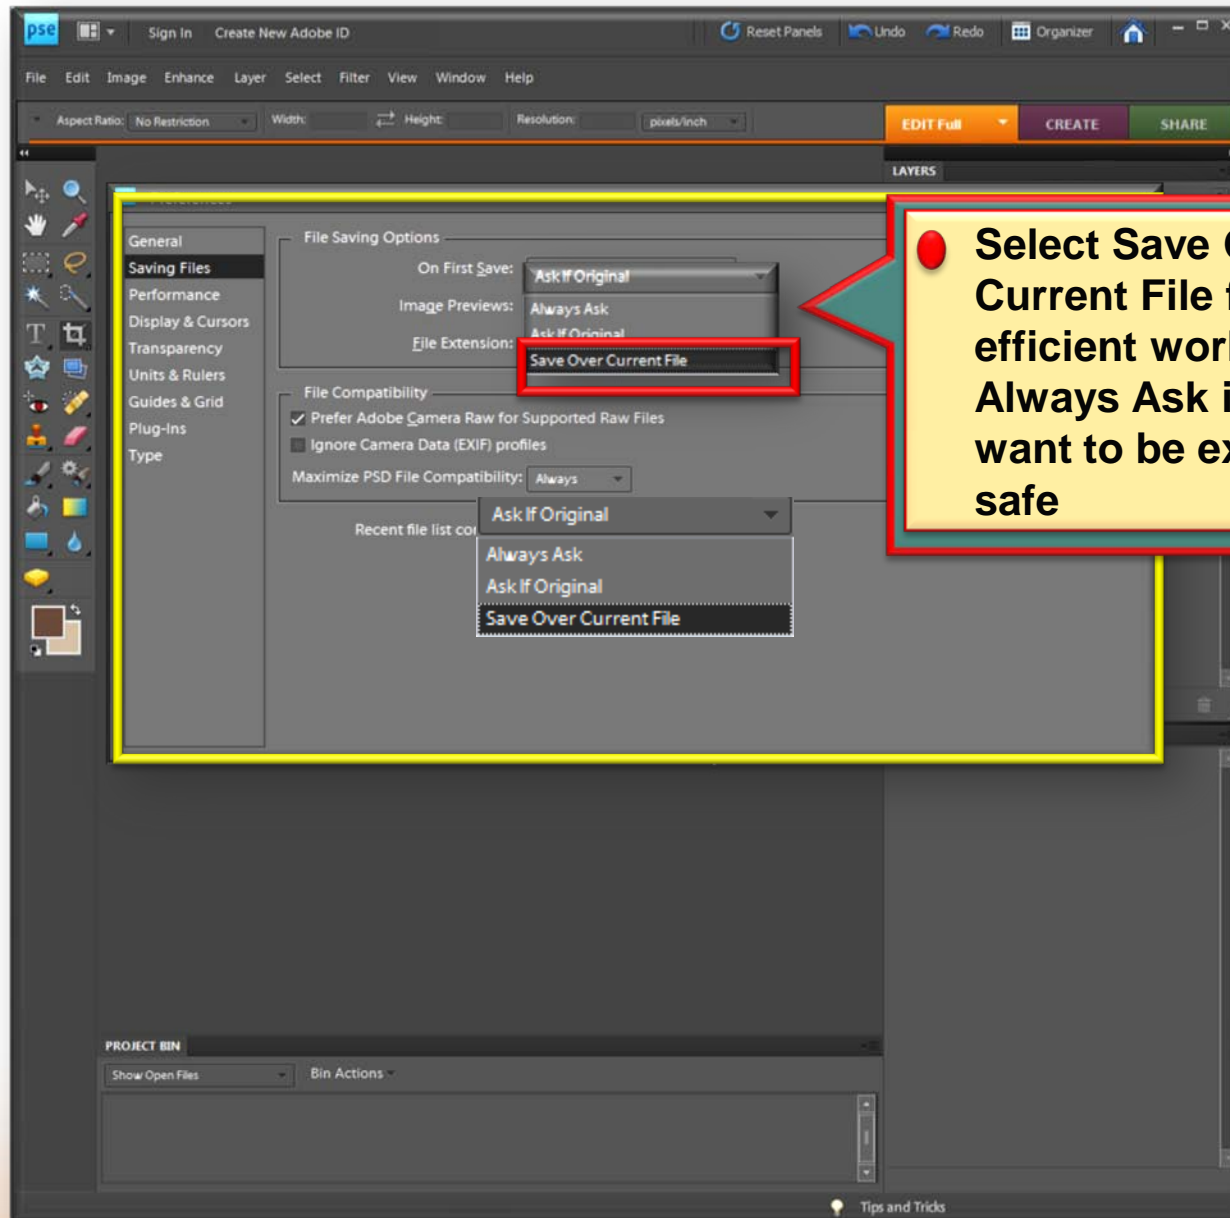 pse
Sign In Create New Adobe ID
Reset Panels Undo Redo Organizer
File Edit Image Enhance Layer Select Filter View Window Help
Aspect Ratio: No Restriction Width: Height: Resolution: pixels/inch
EDIT Full CREATE SHARE
LAYERS
General
Saving Files
Performance
Display & Cursors
Transparency
Units & Rulers
Guides & Grid
Plug-Ins
Type
File Saving Options
On First Save: Ask If Original
Image Previews:
File Extension:
Always Ask
Ask If Original
Save Over Current File
File Compatibility
Prefer Adobe Camera Raw for Supported Raw Files
Ignore Camera Data (EXIF) profiles
Maximize PSD File Compatibility: Always
Recent file list
Ask If Original
Always Ask
Ask If Original
Save Over Current File
Select Save
Current File
efficient
Always Ask
want to be
safe
PROJECT BIN
Show Open Files Bin Actions
Tips and Tricks